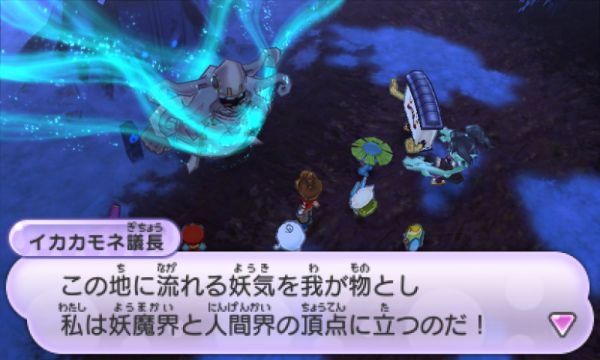 イカカモネ議長
この地に流れる妖気を我が物とし
私は妖魔界と人間界の頂点に立つのだ！